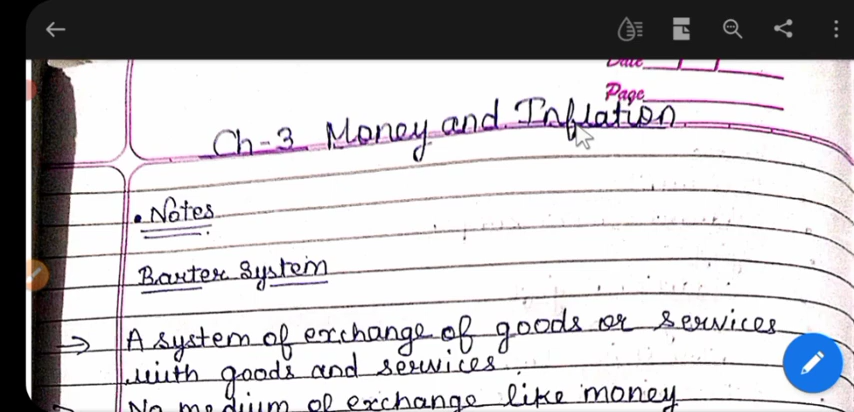 Date
Page
Ch-3 Money and Inflation
• Notes
Barter System
→ A system of exchange of goods or services
with goods and services.
No medium of exchange like money